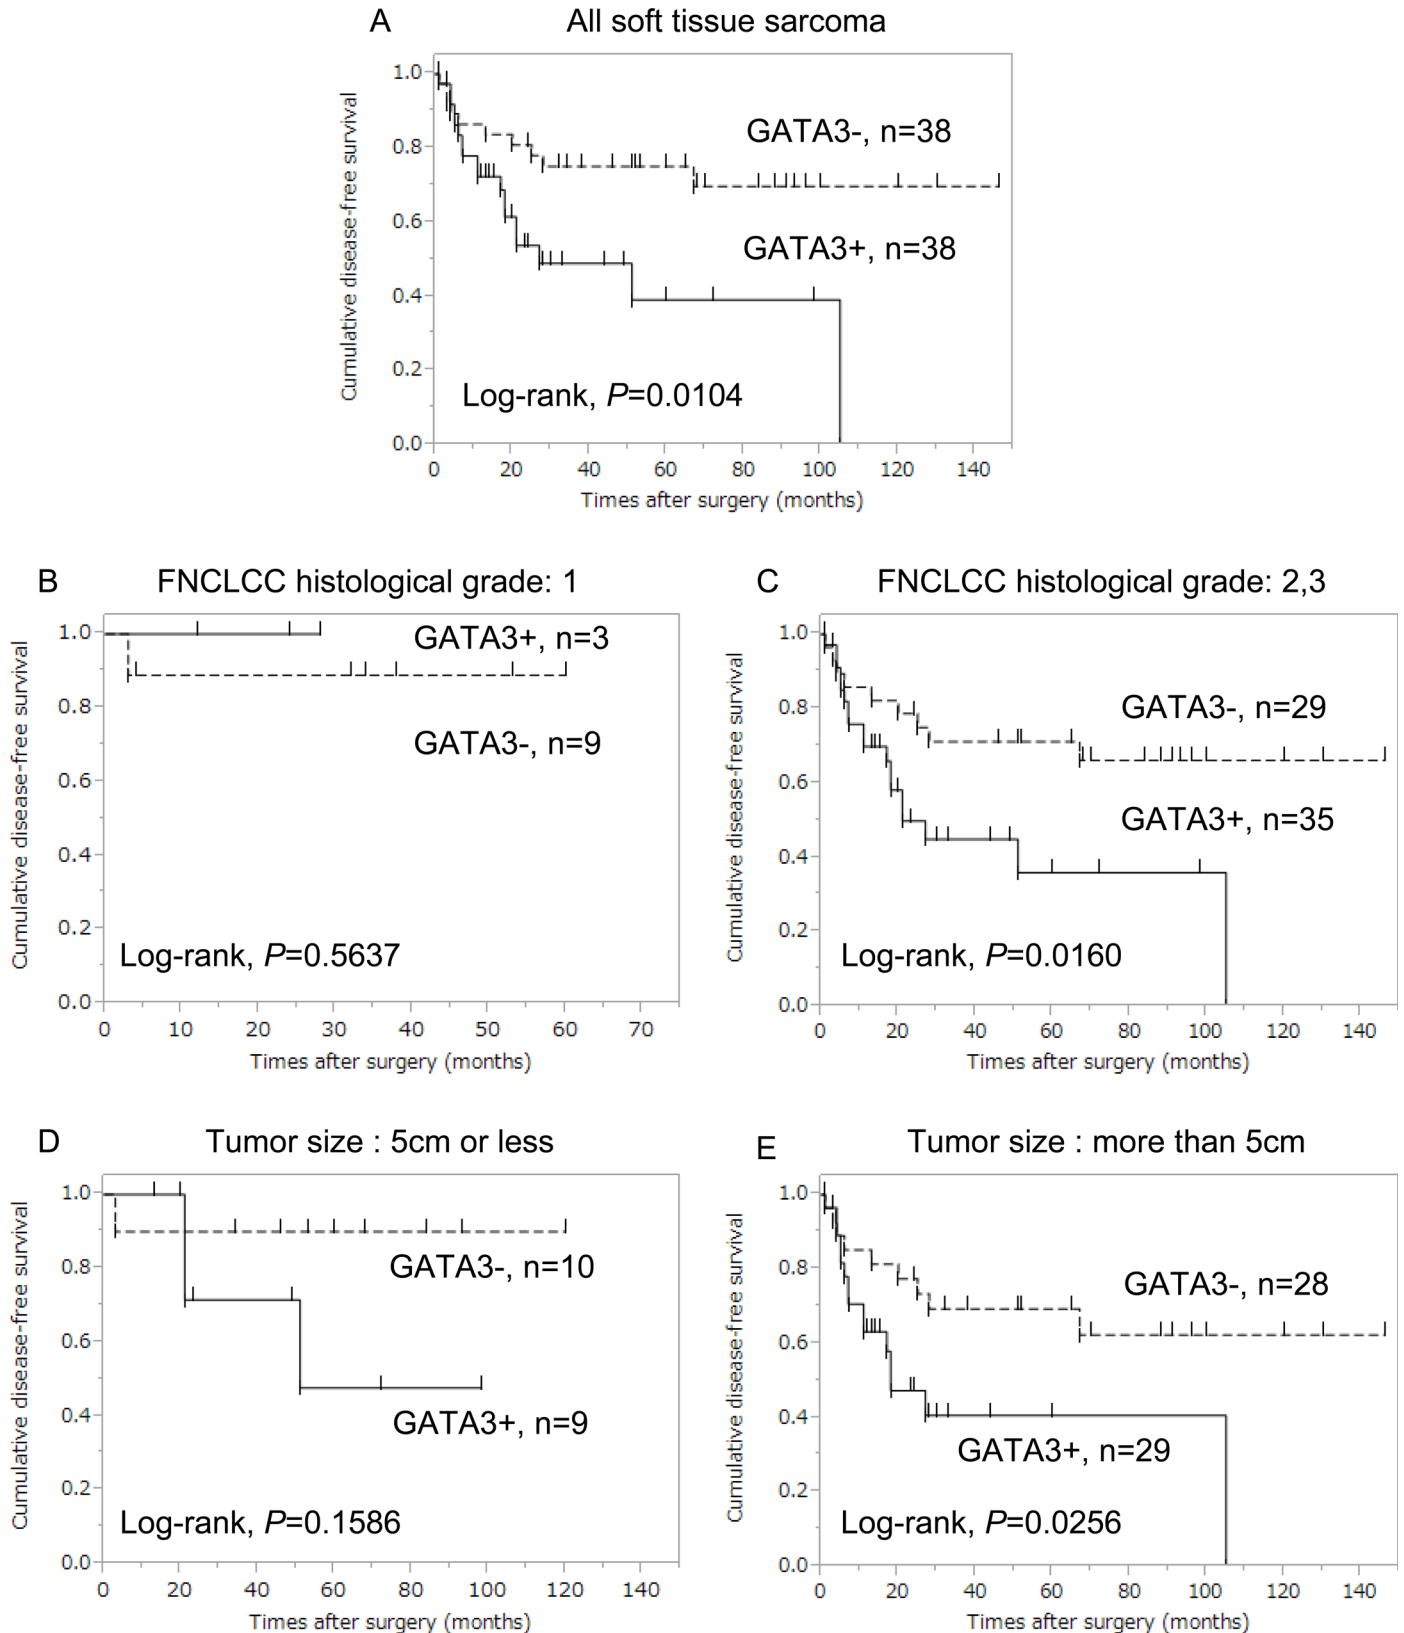 A
All soft tissue sarcoma
Cumulative disease-free survival
1.0
0.8
0.6
0.4
0.2
0.0
GATA3-, n=38
GATA3+, n=38
Log-rank, P=0.0104
0 20 40 60 80 100 120 140
Times after surgery (months)
B
FNCLCC histological grade: 1
Cumulative disease-free survival
1.0
0.8
0.6
0.4
0.2
0.0
GATA3+, n=3
GATA3-, n=9
Log-rank, P=0.5637
0 10 20 30 40 50 60 70
Times after surgery (months)
C
FNCLCC histological grade: 2,3
Cumulative disease-free survival
1.0
0.8
0.6
0.4
0.2
0.0
GATA3-, n=29
GATA3+, n=35
Log-rank, P=0.0160
0 20 40 60 80 100 120 140
Times after surgery (months)
D
Tumor size : 5cm or less
Cumulative disease-free survival
1.0
0.8
0.6
0.4
0.2
0.0
GATA3-, n=10
GATA3+, n=9
Log-rank, P=0.1586
0 20 40 60 80 100 120 140
Times after surgery (months)
E
Tumor size : more than 5cm
Cumulative disease-free survival
1.0
0.8
0.6
0.4
0.2
0.0
GATA3-, n=28
GATA3+, n=29
Log-rank, P=0.0256
0 20 40 60 80 100 120 140
Times after surgery (months)